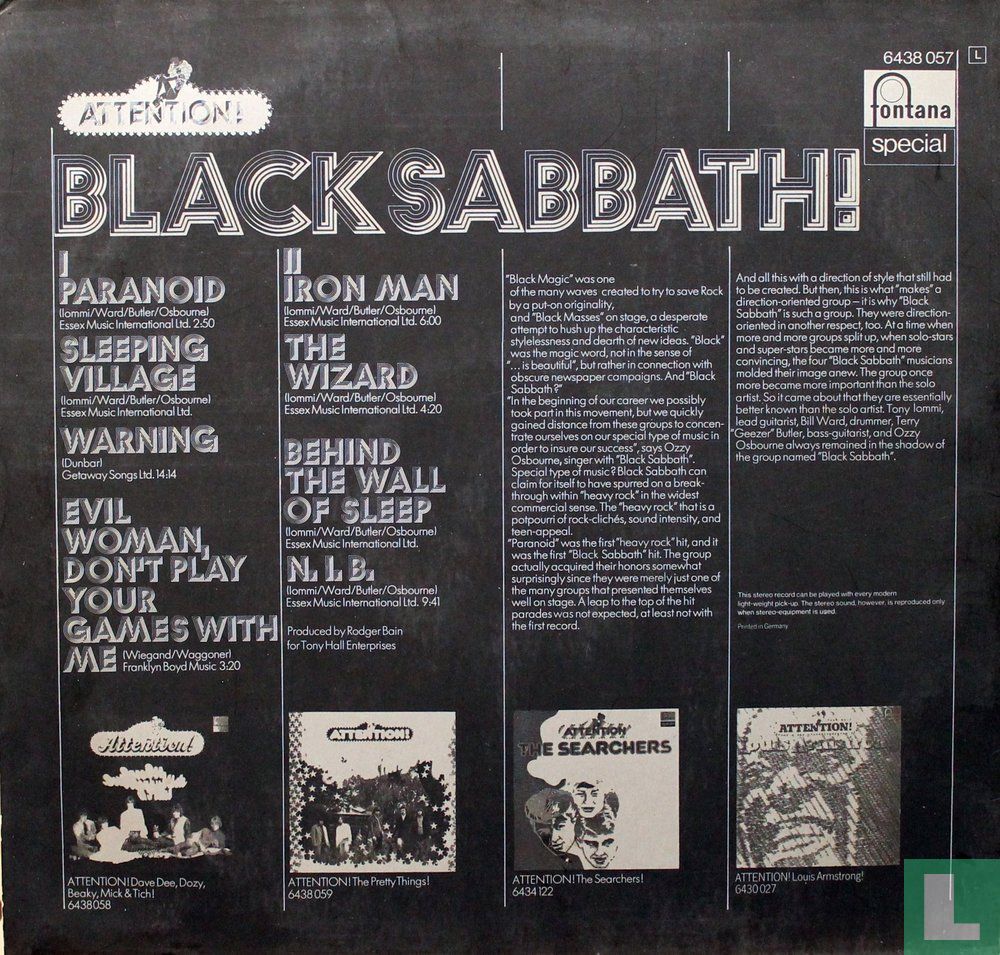 6438 057 L
fontana
special
ATTENTION!
BLACK SABBATH!
I
PARANOID
(Iommi/Ward/Butler/Osbourne)
Essex Music International Ltd. 2:50
SLEEPING
VILLAGE
(Iommi/Ward/Butler/Osbourne)
Essex Music International Ltd.
WARNING
(Dunbar)
Getaway Songs Ltd. 14:14
EVIL
WOMAN,
DON'T PLAY
YOUR
GAMES WITH
ME (Wiegand/Waggoner)
Franklyn Boyd Music 3:20
II
IRON MAN
(Iommi/Ward/Butler/Osbourne)
Essex Music International Ltd. 6:00
THE
WIZARD
(Iommi/Ward/Butler/Osbourne)
Essex Music International Ltd. 4:20
BEHIND
THE WALL
OF SLEEP
(Iommi/Ward/Butler/Osbourne)
Essex Music International Ltd.
N. I. B.
(Iommi/Ward/Butler/Osbourne)
Essex Music International Ltd. 9:41
Produced by Rodger Bain
for Tony Hall Enterprises
"Black Magic" was one
of the many waves created to try to save Rock
by a put-on originality,
and "Black Masses" on stage, a desperate
attempt to hush up the characteristic
stylelessness and dearth of new ideas. "Black"
was the magic word, not in the sense of
"... is beautiful", but rather in connection with
obscure newspaper campaigns. And "Black
Sabbath?"
"In the beginning of our career we possibly
took part in this movement, but we quickly
gained distance from these groups to concen-
trate ourselves on our special type of music in
order to insure our success", says Ozzy
Osbourne, singer with "Black Sabbath".
Special type of music? Black Sabbath can
claim for itself to have spurred on a break-
through within "heavy rock" in the widest
commercial sense. The "heavy rock" that is a
potpourri of rock-clichés, sound intensity, and
teen-appeal.
"Paranoid" was the first "heavy rock" hit, and it
was the first "Black Sabbath" hit. The group
actually acquired their honors somewhat
surprisingly since they were merely just one of
the many groups that presented themselves
well on stage. A leap to the top of the hit
parades was not expected, at least not with
the first record.
And all this with a direction of style that still had
to be created. But then, this is what "makes" a
direction-oriented group – it is why "Black
Sabbath" is such a group. They were direction-
oriented in another respect, too. At a time when
more and more groups split up, when solo-stars
and super-stars became more and more
convincing, the four "Black Sabbath" musicians
molded their image anew. The group once
more became more important than the solo
artist. So it came about that they are essentially
better known than the solo artist. Tony Iommi,
lead guitarist, Bill Ward, drummer, Terry
"Geezer" Butler, bass-guitarist, and Ozzy
Osbourne always remained in the shadow of
the group named "Black Sabbath".
This stereo record can be played with every modern
light-weight pick-up. The stereo sound, however, is reproduced only
when stereo-equipment is used.
Printed in Germany
Attention!
ATTENTION! Dave Dee, Dozy,
Beaky, Mick & Tich!
6438058
ATTENTION!
ATTENTION! The Pretty Things!
6438 059
ATTENTION
THE SEARCHERS
ATTENTION! The Searchers!
6434 122
ATTENTION!
ATTENTION! Louis Armstrong!
6430 027
L